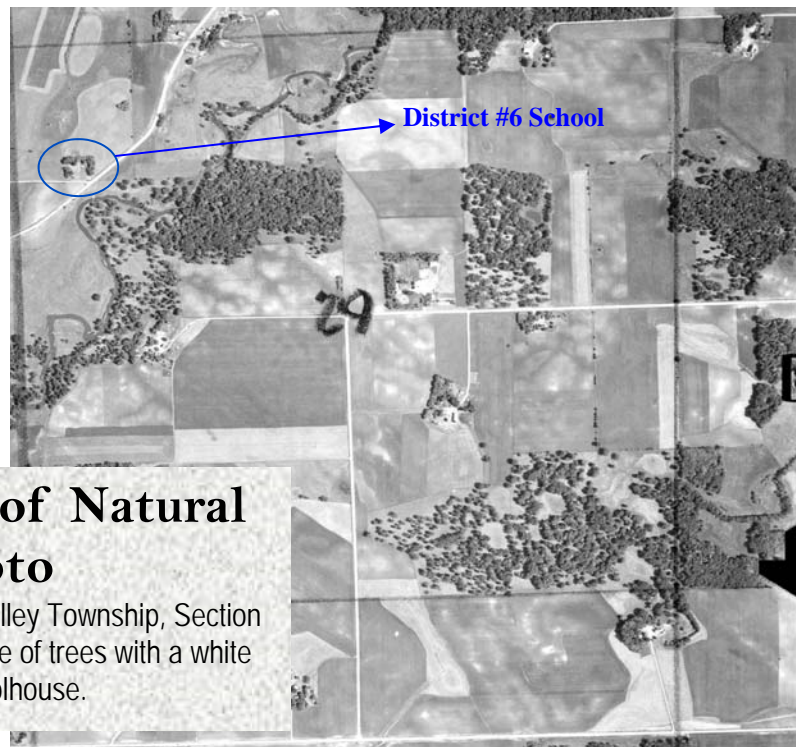 District #6 School
29
of Natural
oto
lley Township, Section
e of trees with a white
olhouse.